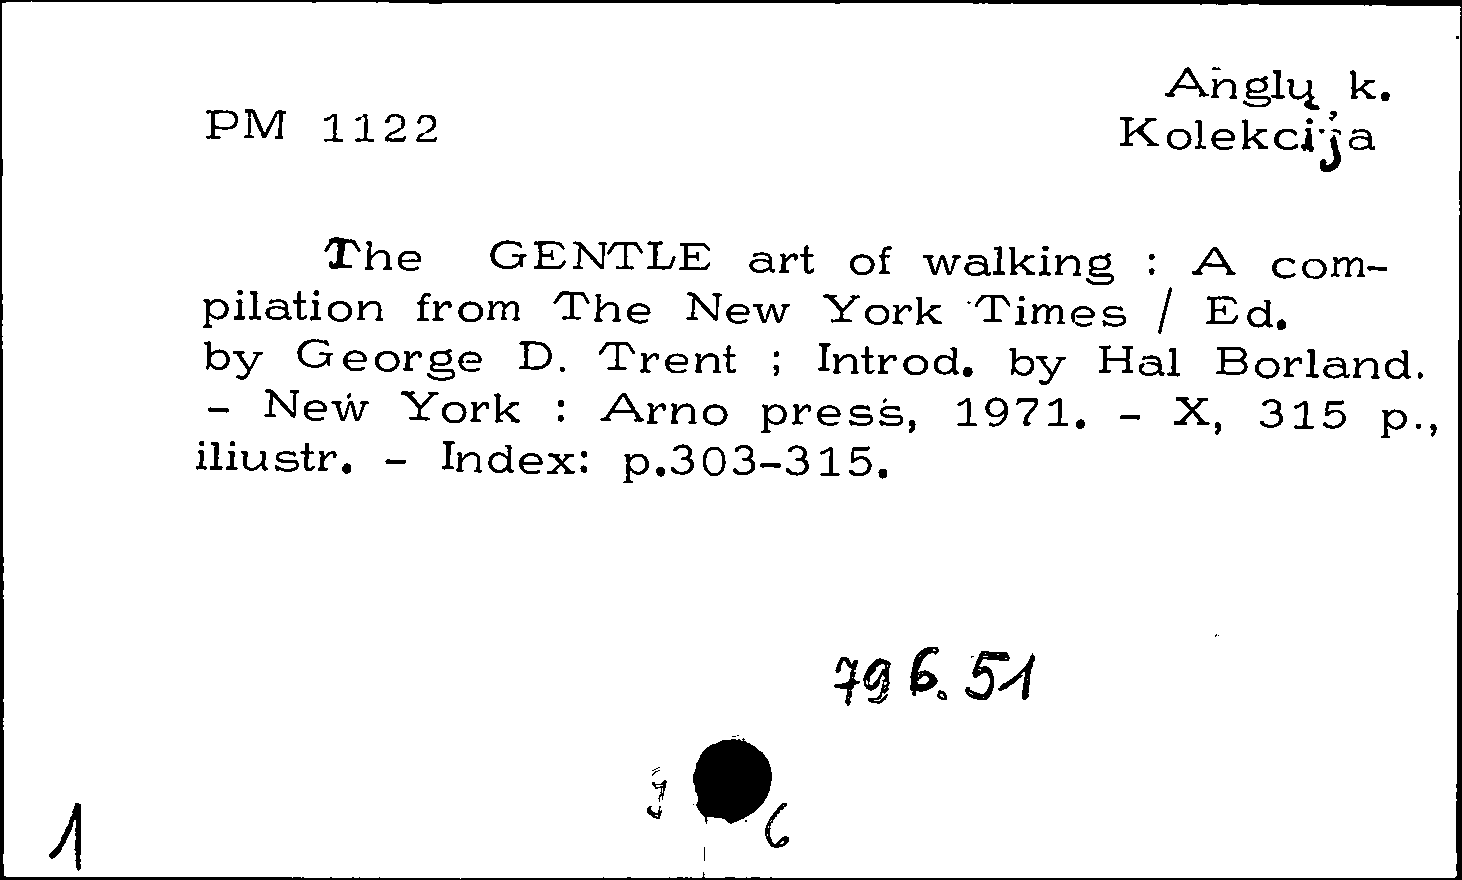 Anglų k.
PM 1122 Kolekcija
The GENTLE art of walking : A com-
pilation from The New York Times / Ed.
by George D. Trent ; Introd. by Hal Borland.
- New York : Arno press, 1971. - X, 315 p.,
iliustr. - Index: p.303-315.
796.51
6
1